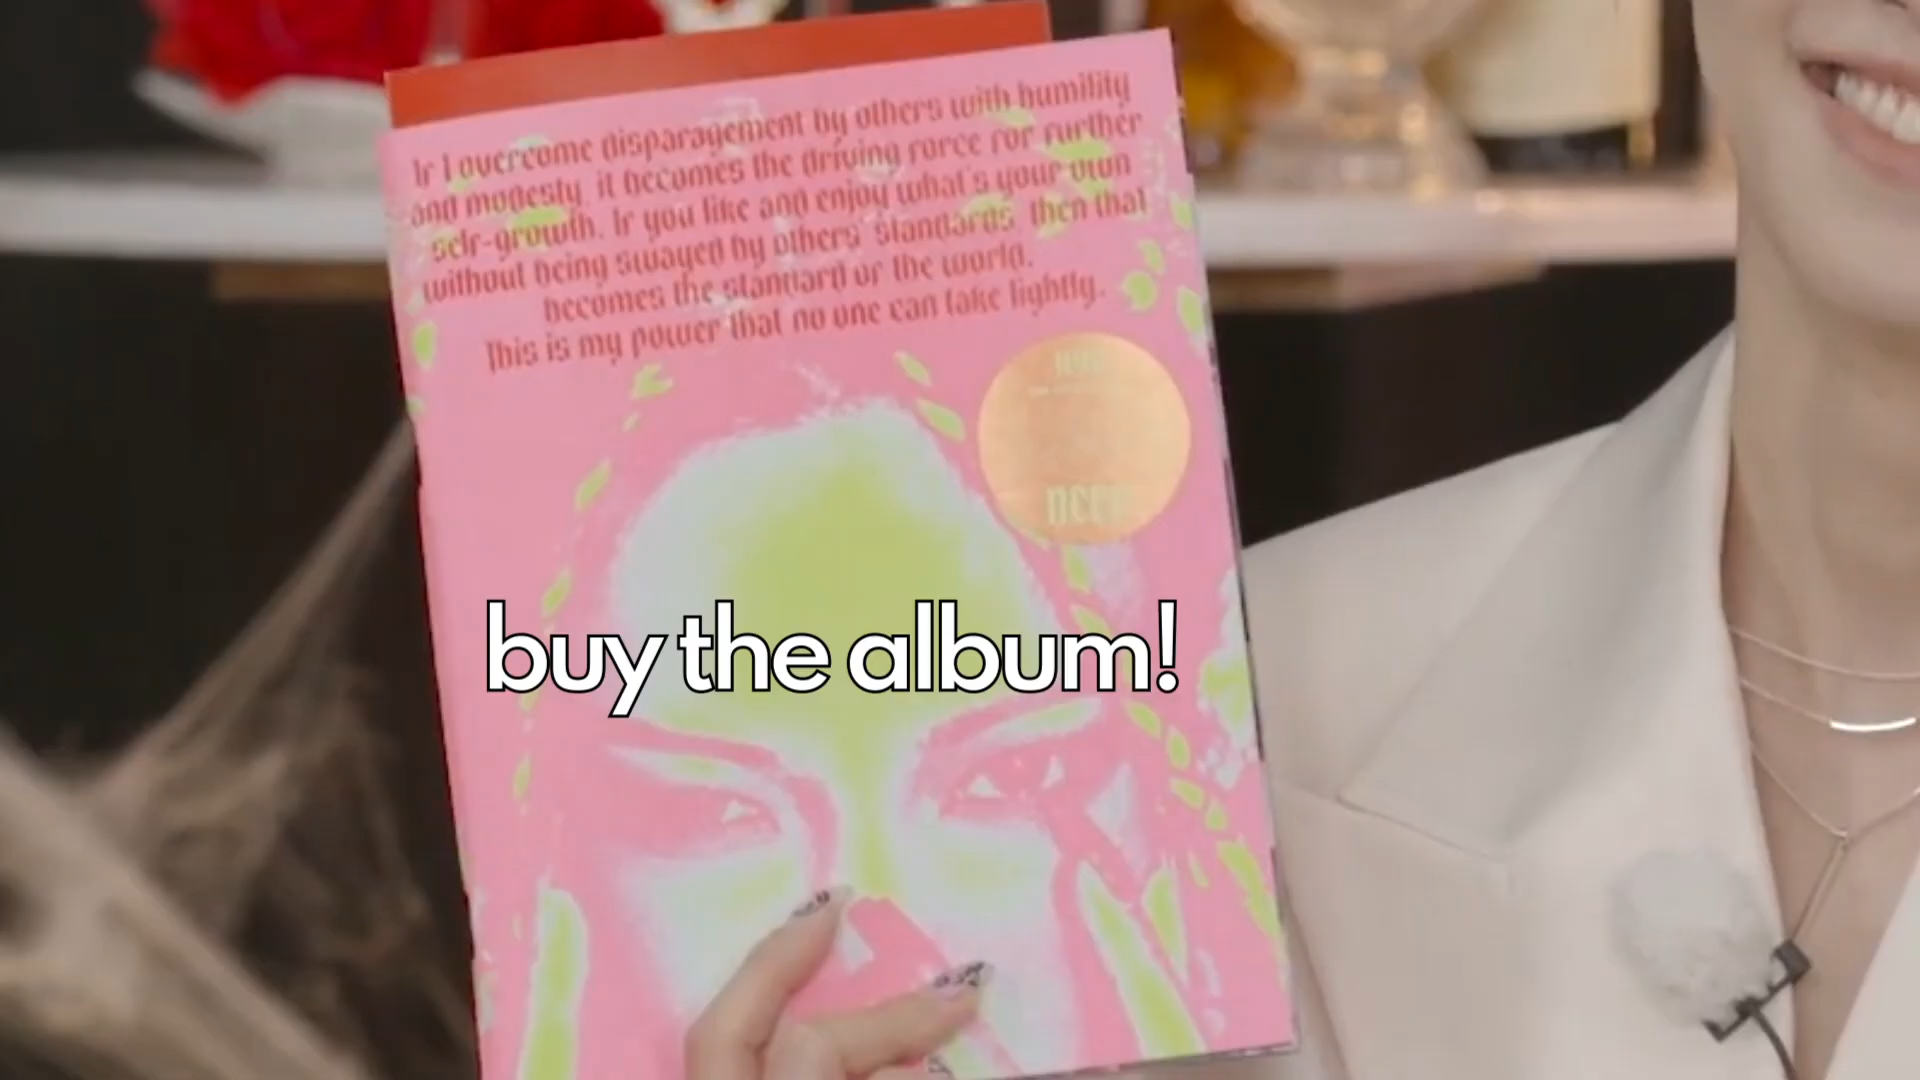 If I overcome disparagement by others with humility
and modesty, it becomes the driving force for further
self-growth. If you like and enjoy what's your own
without being swayed by others' standards, then that
becomes the standard of the world.
This is my power that no one can take lightly.
buy the album!